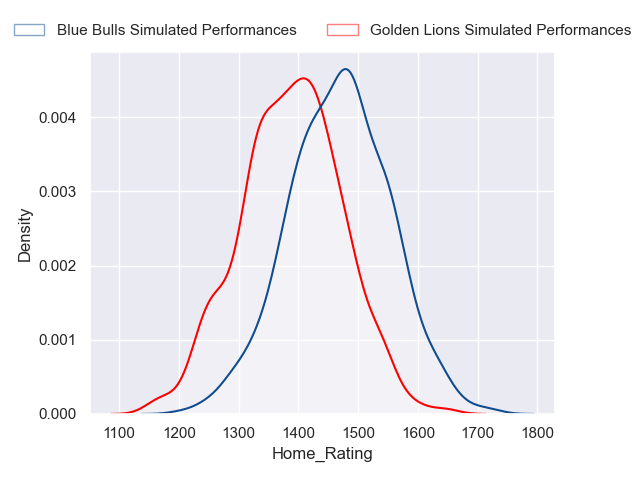 Blue Bulls Simulated Performances Golden Lions Simulated Performances
0.004
0.003
0.002
0.001
0.000
Density
1100 1200 1300 1400 1500 1600 1700 1800
Home_Rating